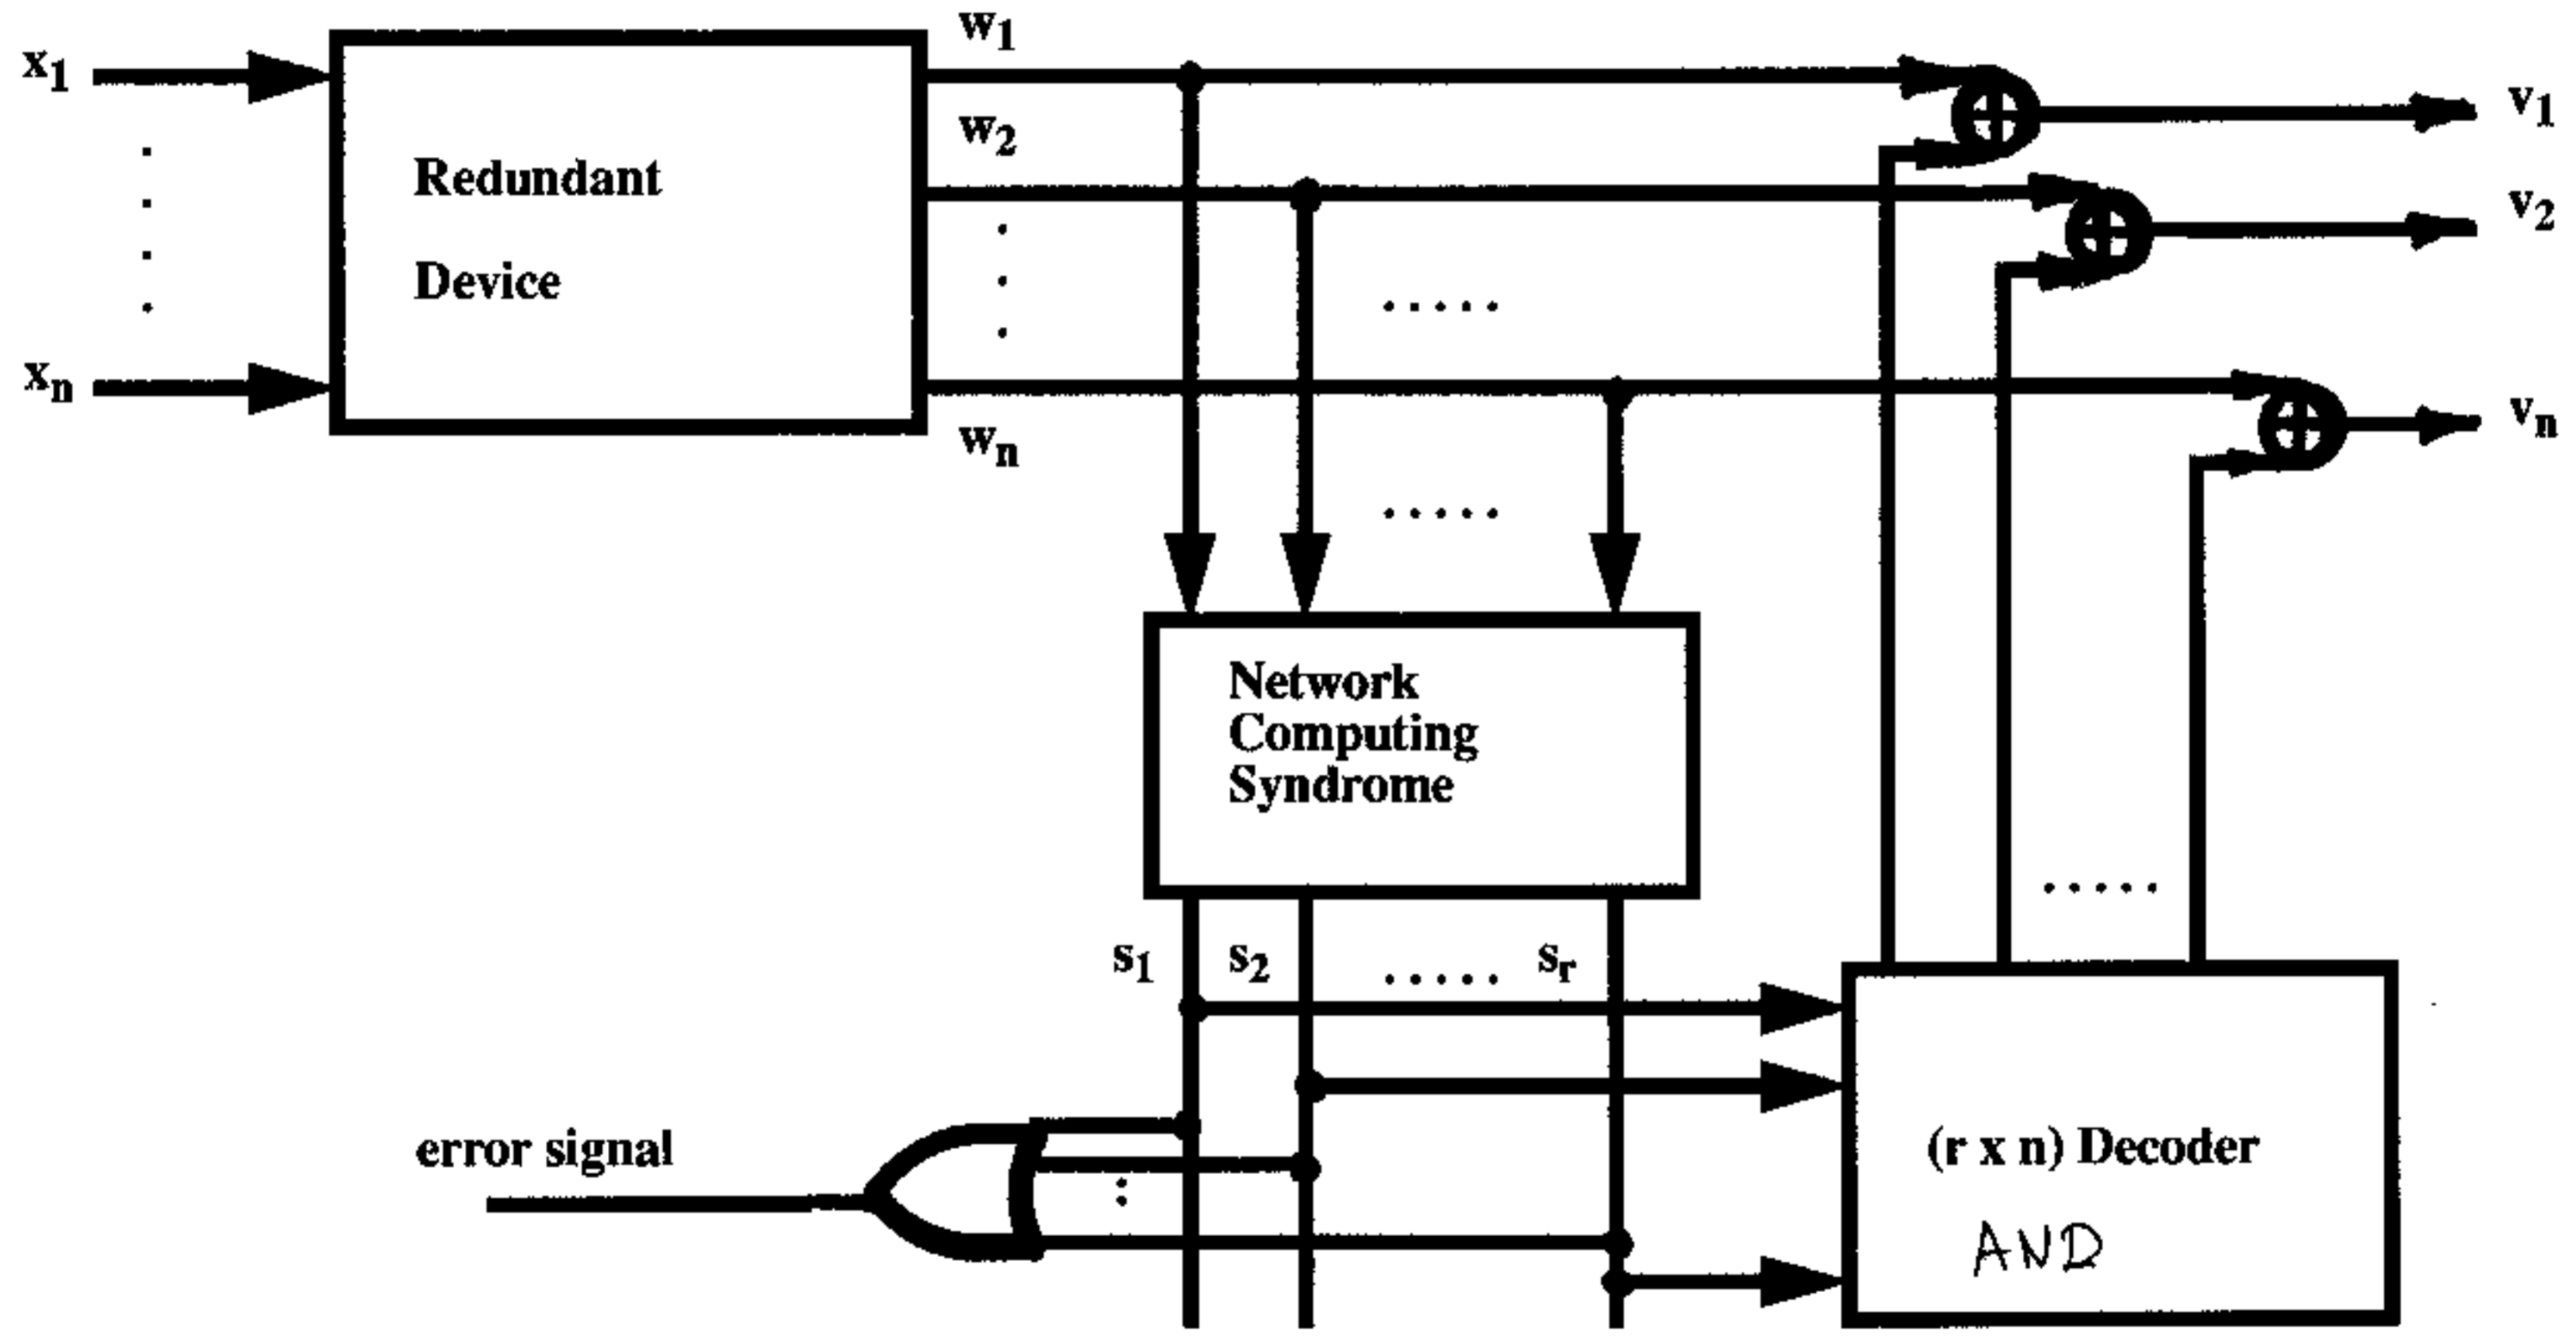 x1
xn
Redundant
Device
w1
w2
wn
v1
v2
vn
Network
Computing
Syndrome
s1 s2 ..... sr
error signal
(r x n) Decoder
AND